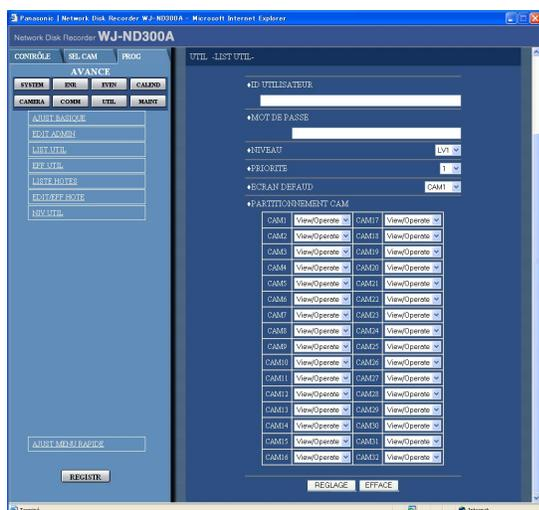 Panasonic | Network Disk Recorder WJ-ND300A - Microsoft Internet Explorer
Network Disk Recorder WJ-ND300A
CONTRÔLE SEL CAM PROG
AVANCE
SYSTEM ENR EVEN CALEND
CAMERA COMM UTIL MAINT
AJUST BASIQUE
EDIT ADMIN
LIST UTIL
EFF UTIL
LISTE HOTES
EDIT/EFF HOTE
NIV UTIL
AJUST MENU RAPIDE
REGISTR
UTIL -LIST UTIL-
♦ID UTILISATEUR
♦MOT DE PASSE
♦NIVEAU LV1
♦PRIORITE 1
♦ECRAN DEFAUD CAM1
♦PARTITIONNEMENT CAM
CAM1 View/Operate CAM17 View/Operate
CAM2 View/Operate CAM18 View/Operate
CAM3 View/Operate CAM19 View/Operate
CAM4 View/Operate CAM20 View/Operate
CAM5 View/Operate CAM21 View/Operate
CAM6 View/Operate CAM22 View/Operate
CAM7 View/Operate CAM23 View/Operate
CAM8 View/Operate CAM24 View/Operate
CAM9 View/Operate CAM25 View/Operate
CAM10 View/Operate CAM26 View/Operate
CAM11 View/Operate CAM27 View/Operate
CAM12 View/Operate CAM28 View/Operate
CAM13 View/Operate CAM29 View/Operate
CAM14 View/Operate CAM30 View/Operate
CAM15 View/Operate CAM31 View/Operate
CAM16 View/Operate CAM32 View/Operate
REGLAGE EFFACE